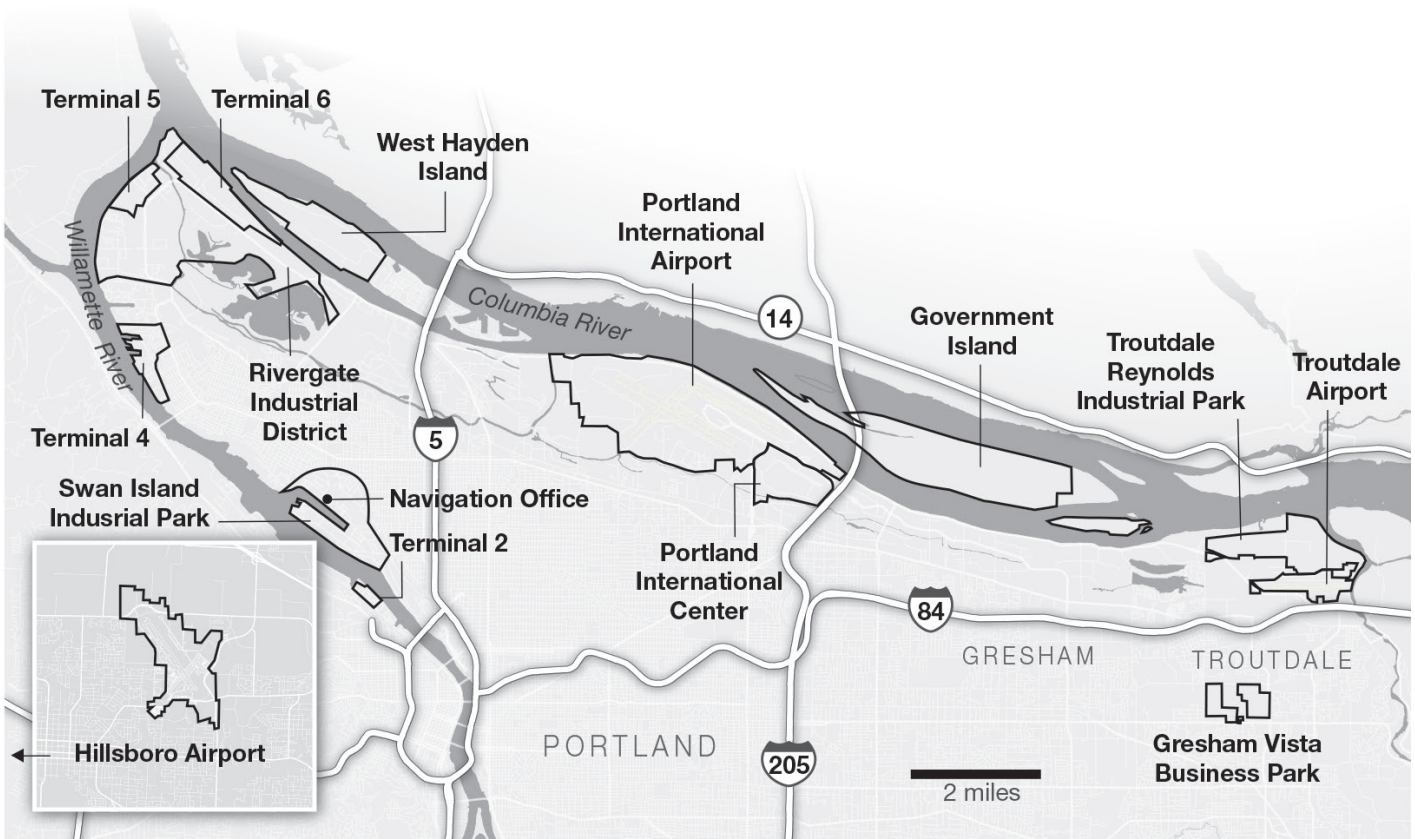 Terminal 5
Terminal 6
West Hayden
Island
Portland
International
Airport
Willamette River
Columbia River
14
Government
Island
Troutdale
Reynolds
Industrial Park
Troutdale
Airport
Rivergate
Industrial
District
Terminal 4
5
Swan Island
Indusrial Park
Navigation Office
Terminal 2
Portland
International
Center
84
GRESHAM
TROUTDALE
Hillsboro Airport
PORTLAND
205
2 miles
Gresham Vista
Business Park